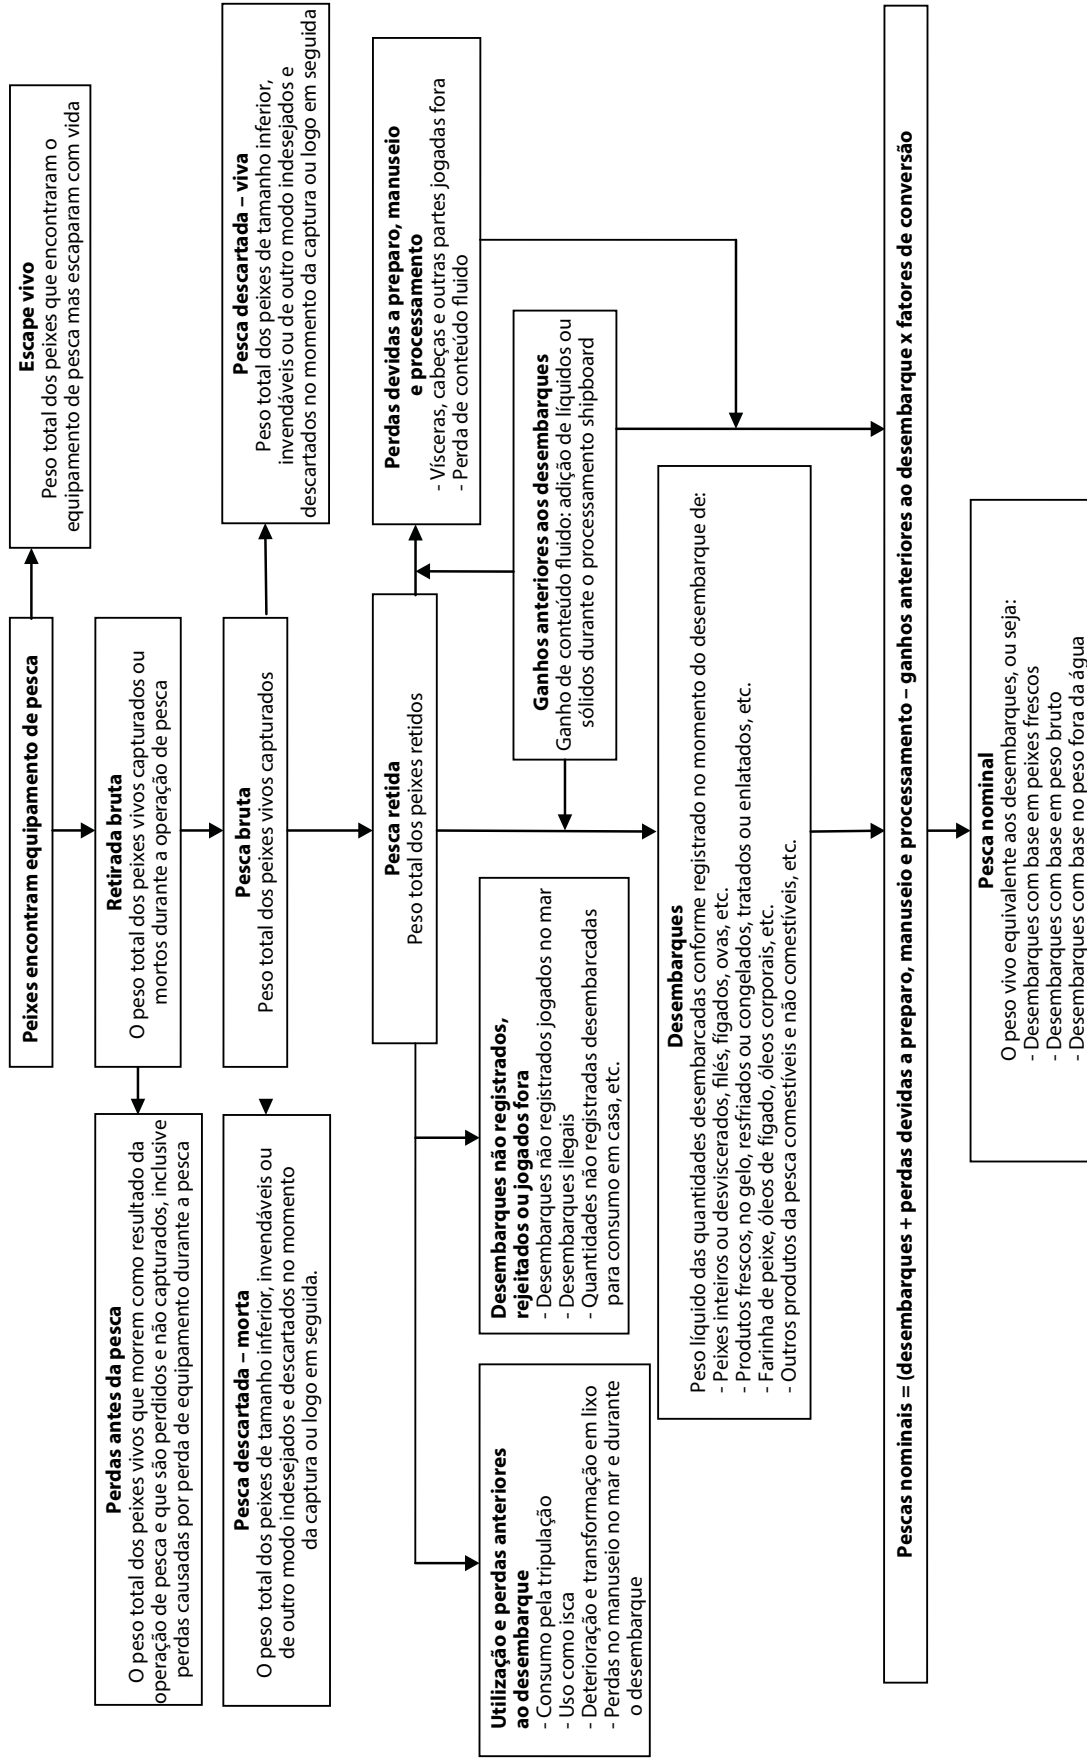 Peixes encontram equipamento de pesca
Escape vivo
Peso total dos peixes que encontraram o
equipamento de pesca mas escaparam com vida
Perdas antes da pesca
O peso total dos peixes vivos que morrem como resultado da
operação de pesca e que são perdidos e não capturados, inclusive
perdas causadas por perda de equipamento durante a pesca
Retirada bruta
O peso total dos peixes vivos capturados ou
mortos durante a operação de pesca
Pesca descartada – morta
O peso total dos peixes de tamanho inferior, invendáveis ou
de outro modo indesejados e descartados no momento
da captura ou logo em seguida.
Pesca bruta
Peso total dos peixes vivos capturados
Pesca descartada – viva
Peso total dos peixes de tamanho inferior,
invendáveis ou de outro modo indesejados e
descartados no momento da captura ou logo em seguida
Pesca retida
Peso total dos peixes retidos
Perdas devidas a preparo, manuseio
e processamento
- Vísceras, cabeças e outras partes jogadas fora
- Perda de conteúdo fluido
Utilização e perdas anteriores
ao desembarque
- Consumo pela tripulação
- Uso como isca
- Deterioração e transformação em lixo
- Perdas no manuseio no mar e durante
o desembarque
Desembarques não registrados,
rejeitados ou jogados fora
- Desembarques não registrados jogados no mar
- Desembarques ilegais
- Quantidades não registradas desembarcadas
para consumo em casa, etc.
Ganhos anteriores aos desembarques
Ganho de conteúdo fluido: adição de líquidos ou
sólidos durante o processamento shipboard
Desembarques
Peso líquido das quantidades desembarcadas conforme registrado no momento do desembarque de:
- Peixes inteiros ou desviscerados, filés, fígados, ovas, etc.
- Produtos frescos, no gelo, resfriados ou congelados, tratados ou enlatados, etc.
- Farinha de peixe, óleos de fígado, óleos corporais, etc.
- Outros produtos da pesca comestíveis e não comestíveis, etc.
Pescas nominais = (desembarques + perdas devidas a preparo, manuseio e processamento – ganhos anteriores ao desembarque x fatores de conversão
Pesca nominal
O peso vivo equivalente aos desembarques, ou seja:
- Desembarques com base em peixes frescos
- Desembarques com base em peso bruto
- Desembarques com base no peso fora da água